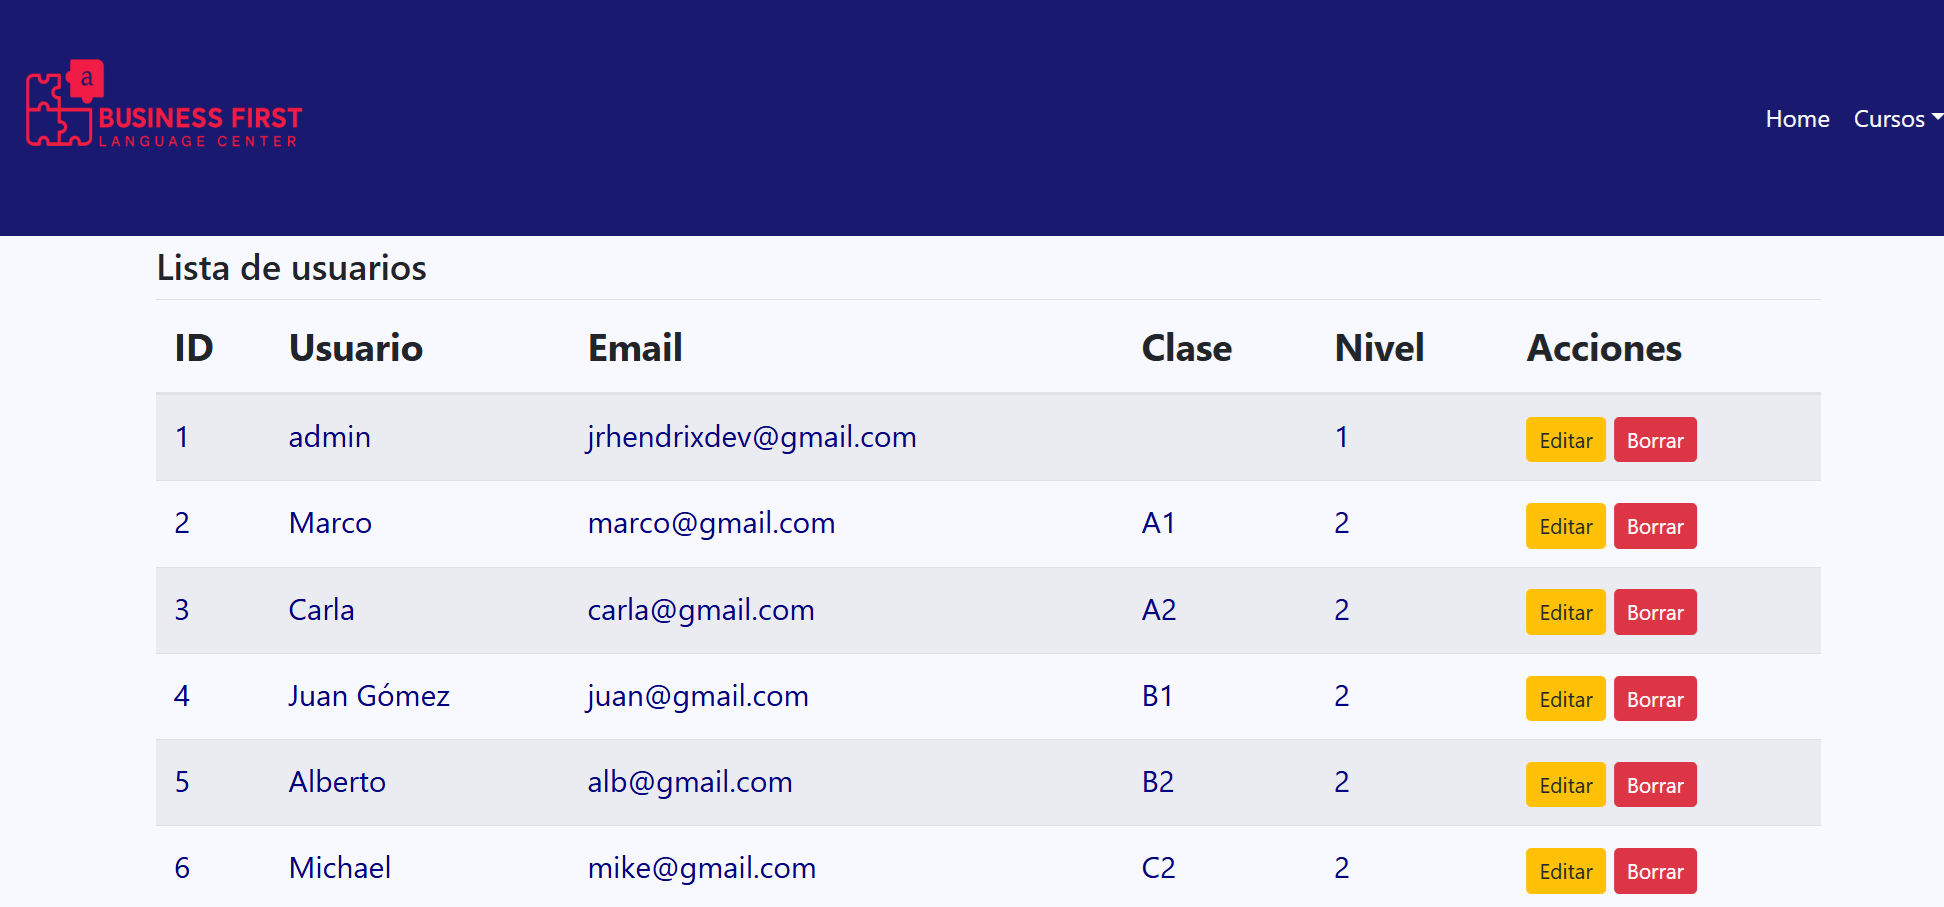 a
BUSINESS FIRST
LANGUAGE CENTER
Home Cursos
Lista de usuarios
ID Usuario Email Clase Nivel Acciones
1 admin jrhendrixdev@gmail.com 1 Editar Borrar
2 Marco marco@gmail.com A1 2 Editar Borrar
3 Carla carla@gmail.com A2 2 Editar Borrar
4 Juan Gómez juan@gmail.com B1 2 Editar Borrar
5 Alberto alb@gmail.com B2 2 Editar Borrar
6 Michael mike@gmail.com C2 2 Editar Borrar